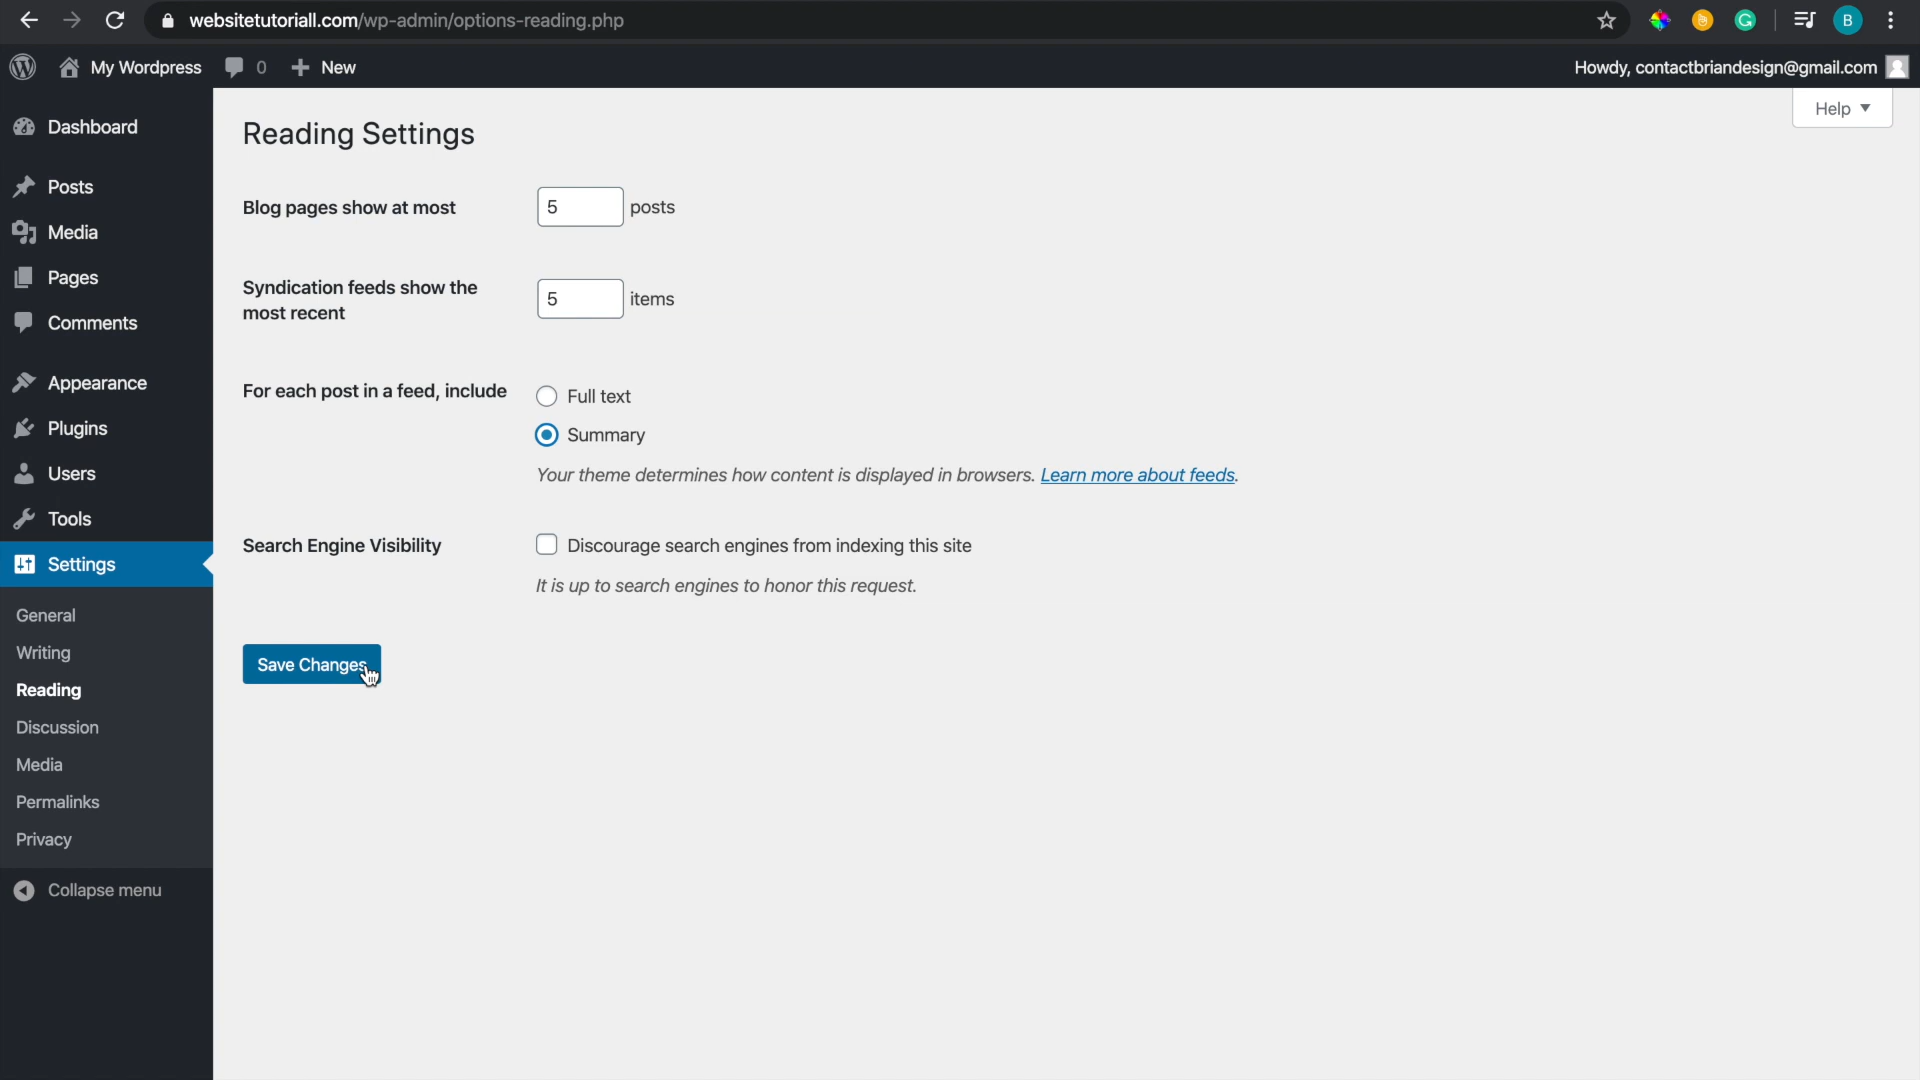 websitetutoriall.com/wp-admin/options-reading.php
B
My Wordpress 0 New
Howdy, contactbriandesign@gmail.com
Help
Dashboard
Posts
Media
Pages
Comments
Appearance
Plugins
Users
Tools
Settings
General
Writing
Reading
Discussion
Media
Permalinks
Privacy
Collapse menu
Reading Settings
Blog pages show at most 5 posts
Syndication feeds show the
most recent
5 items
For each post in a feed, include
Full text
Summary
Your theme determines how content is displayed in browsers. Learn more about feeds.
Search Engine Visibility
Discourage search engines from indexing this site
It is up to search engines to honor this request.
Save Changes